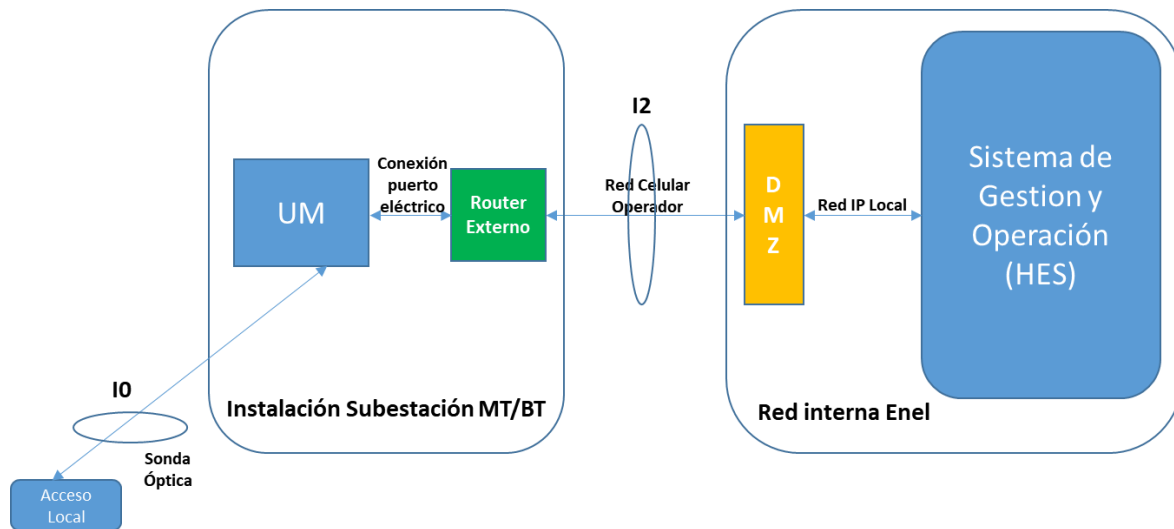 I2
Conexión
puerto
eléctrico
UM
Router
Externo
Red Celular
Operador
D
M
Z
Red IP Local
Sistema de
Gestion y
Operación
(HES)
I0
Instalación Subestación MT/BT
Red interna Enel
Sonda
Óptica
Acceso
Local